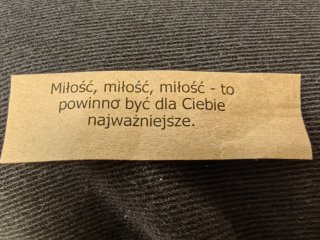 Miłość, miłość, miłość - to
powinno być dla Ciebie
najważniejsze.